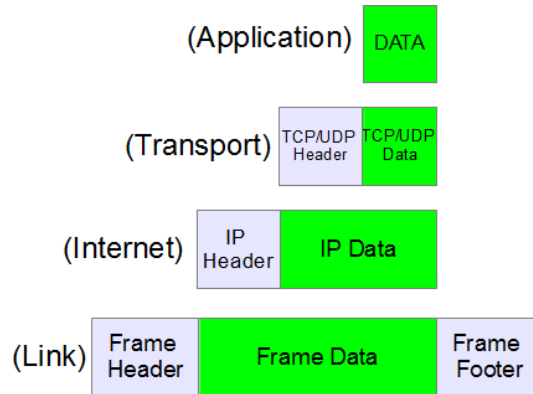 (Application)
DATA
(Transport)
TCP/UDP
Header
TCP/UDP
Data
(Internet)
IP
Header
IP Data
(Link)
Frame
Header
Frame Data
Frame
Footer